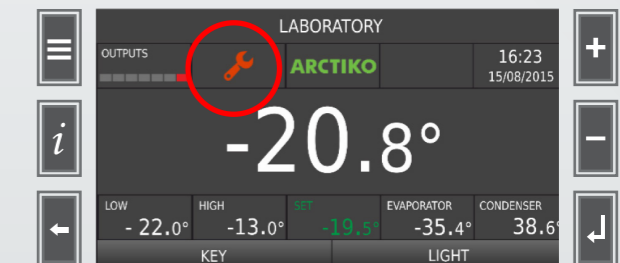 LABORATORY
OUTPUTS
ARCTIKO
16:23
15/08/2015
i
+
-20.8°
−
LOW HIGH SET EVAPORATOR CONDENSER
- 22.0° -13.0° -19.5° -35.4° 38.6°
KEY LIGHT